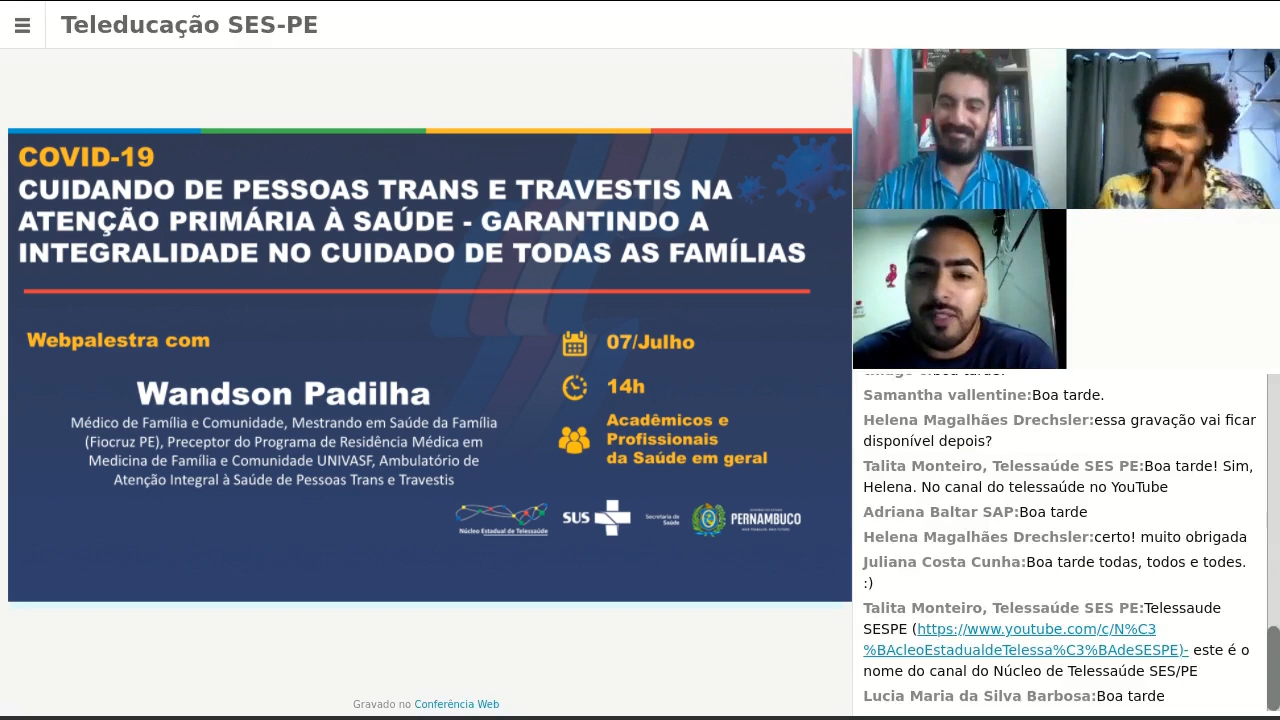 Teleducação SES-PE
COVID-19
CUIDANDO DE PESSOAS TRANS E TRAVESTIS NA
ATENÇÃO PRIMÁRIA À SAÚDE - GARANTINDO A
INTEGRALIDADE NO CUIDADO DE TODAS AS FAMÍLIAS
Webpalestra com
Wandson Padilha
Médico de Família e Comunidade, Mestrando em Saúde da Família
(Fiocruz PE), Preceptor do Programa de Residência Médica em
Medicina de Família e Comunidade UNIVASF, Ambulatório de
Atenção Integral à Saúde de Pessoas Trans e Travestis
07/Julho
14h
Acadêmicos e
Profissionais
da Saúde em geral
Núcleo Estadual de Telessaúde
SUS
Secretaria de
Saúde
PERNAMBUCO
Gravado no Conferência Web
Samantha vallentine:Boa tarde.
Helena Magalhães Drechsler:essa gravação vai ficar
disponível depois?
Talita Monteiro, Telessaúde SES PE:Boa tarde! Sim,
Helena. No canal do telessaúde no YouTube
Adriana Baltar SAP:Boa tarde
Helena Magalhães Drechsler:certo! muito obrigada
Juliana Costa Cunha:Boa tarde todas, todos e todes.
:)
Talita Monteiro, Telessaúde SES PE:Telessaude
SESPE (https://www.youtube.com/c/N%C3
%BAcleoEstadualdeTelessa%C3%BAdeSESPE)- este é o
nome do canal do Núcleo de Telessaúde SES/PE
Lucia Maria da Silva Barbosa:Boa tarde